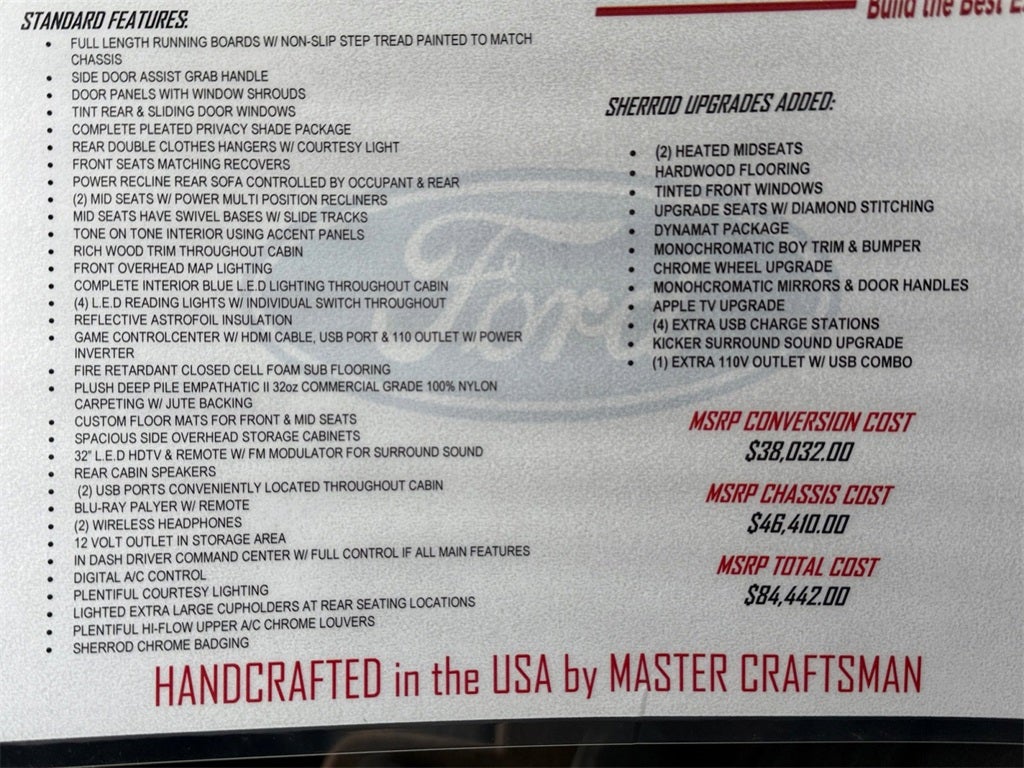 STANDARD FEATURES:
• FULL LENGTH RUNNING BOARDS W/ NON-SLIP STEP TREAD PAINTED TO MATCH
CHASSIS
• SIDE DOOR ASSIST GRAB HANDLE
• DOOR PANELS WITH WINDOW SHROUDS
• TINT REAR & SLIDING DOOR WINDOWS
• COMPLETE PLEATED PRIVACY SHADE PACKAGE
• REAR DOUBLE CLOTHES HANGERS W/ COURTESY LIGHT
• FRONT SEATS MATCHING RECOVERS
• POWER RECLINE REAR SOFA CONTROLLED BY OCCUPANT & REAR
• (2) MID SEATS W/ POWER MULTI POSITION RECLINERS
• MID SEATS HAVE SWIVEL BASES W/ SLIDE TRACKS
• TONE ON TONE INTERIOR USING ACCENT PANELS
• RICH WOOD TRIM THROUGHOUT CABIN
• FRONT OVERHEAD MAP LIGHTING
• COMPLETE INTERIOR BLUE L.E.D LIGHTING THROUGHOUT CABIN
• (4) L.E.D READING LIGHTS W/ INDIVIDUAL SWITCH THROUGHOUT
• REFLECTIVE ASTROFOIL INSULATION
• GAME CONTROLCENTER W/ HDMI CABLE, USB PORT & 110 OUTLET W/ POWER
INVERTER
• FIRE RETARDANT CLOSED CELL FOAM SUB FLOORING
• PLUSH DEEP PILE EMPATHATIC II 32oz COMMERCIAL GRADE 100% NYLON
CARPETING W/ JUTE BACKING
• CUSTOM FLOOR MATS FOR FRONT & MID SEATS
• SPACIOUS SIDE OVERHEAD STORAGE CABINETS
• 32" L.E.D HDTV & REMOTE W/ FM MODULATOR FOR SURROUND SOUND
• REAR CABIN SPEAKERS
• (2) USB PORTS CONVENIENTLY LOCATED THROUGHOUT CABIN
• BLU-RAY PALYER W/ REMOTE
• (2) WIRELESS HEADPHONES
• 12 VOLT OUTLET IN STORAGE AREA
• IN DASH DRIVER COMMAND CENTER W/ FULL CONTROL IF ALL MAIN FEATURES
• DIGITAL A/C CONTROL
• PLENTIFUL COURTESY LIGHTING
• LIGHTED EXTRA LARGE CUPHOLDERS AT REAR SEATING LOCATIONS
• PLENTIFUL HI-FLOW UPPER A/C CHROME LOUVERS
• SHERROD CHROME BADGING
Build the Best
SHERROD UPGRADES ADDED:
• (2) HEATED MIDSEATS
• HARDWOOD FLOORING
• TINTED FRONT WINDOWS
• UPGRADE SEATS W/ DIAMOND STITCHING
• DYNAMAT PACKAGE
• MONOCHROMATIC BOY TRIM & BUMPER
• CHROME WHEEL UPGRADE
• MONOHCROMATIC MIRRORS & DOOR HANDLES
• APPLE TV UPGRADE
• (4) EXTRA USB CHARGE STATIONS
• KICKER SURROUND SOUND UPGRADE
• (1) EXTRA 110V OUTLET W/ USB COMBO
Ford
MSRP CONVERSION COST
$38,032.00
MSRP CHASSIS COST
$46,410.00
MSRP TOTAL COST
$84,442.00
HANDCRAFTED in the USA by MASTER CRAFTSMAN